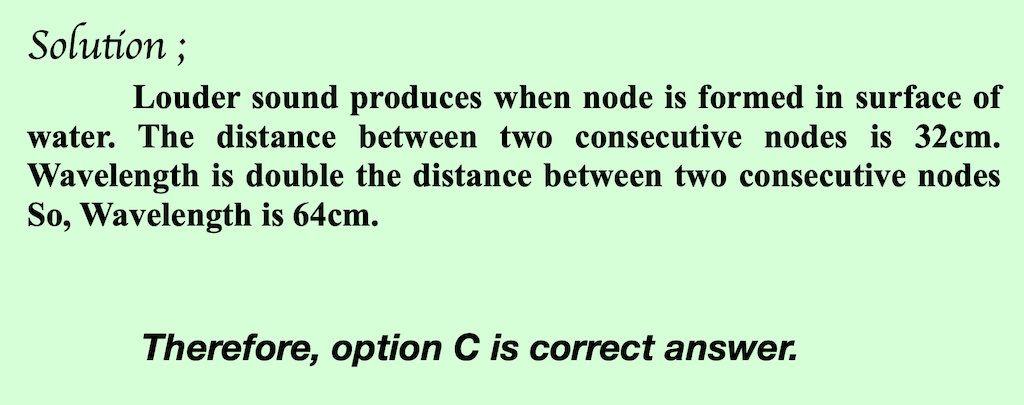 Solution ;
Louder sound produces when node is formed in surface of
water. The distance between two consecutive nodes is 32cm.
Wavelength is double the distance between two consecutive nodes
So, Wavelength is 64cm.
Therefore, option C is correct answer.